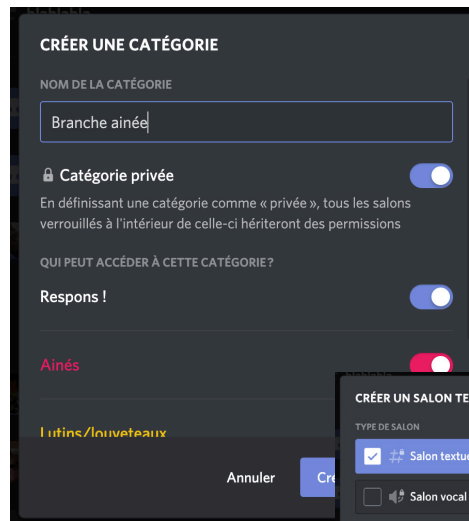 CRÉER UNE CATÉGORIE
NOM DE LA CATÉGORIE
Branche ainée
Catégorie privée
En définissant une catégorie comme « privée », tous les salons
verrouillés à l'intérieur de celle-ci hériteront des permissions
QUI PEUT ACCÉDER À CETTE CATÉGORIE ?
Respons !
Ainés
Lutins/louveteaux
Annuler
Cré
CRÉER UN SALON TE
TYPE DE SALON
Salon textue
Salon vocal